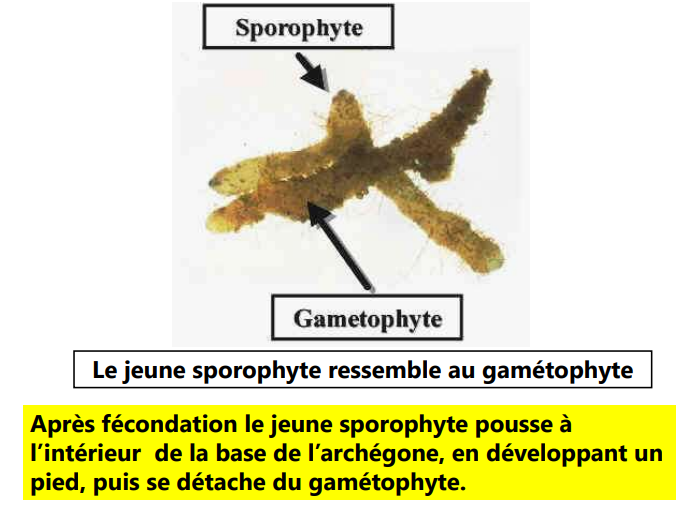 Sporophyte
Gametophyte
Le jeune sporophyte ressemble au gamétophyte
Après fécondation le jeune sporophyte pousse à
l’intérieur  de la base de l’archégone, en développant un
pied, puis se détache du gamétophyte.